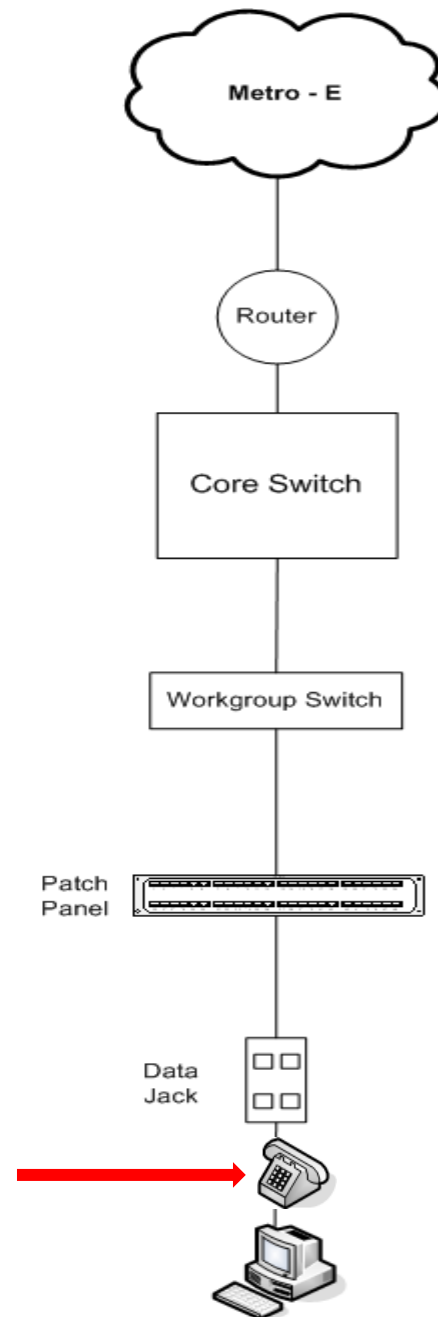 Metro - E
Router
Core Switch
Workgroup Switch
Patch
Panel
Data
Jack